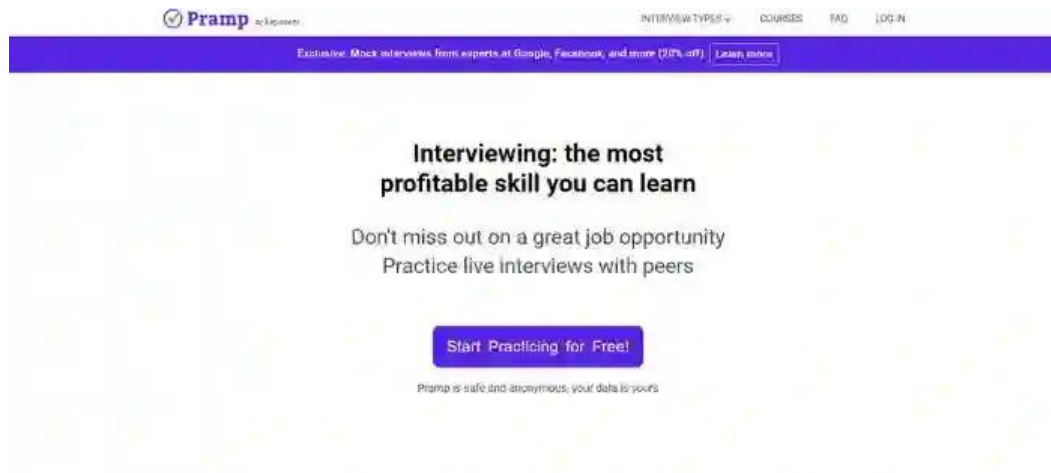 Pramp
INTERVIEW TYPES
COURSES
FAQ
LOG IN
Exclusive: Mock interviews from experts at Google, Facebook, and more (20% off)
Learn more
Interviewing: the most
profitable skill you can learn
Don't miss out on a great job opportunity
Practice live interviews with peers
Start Practicing for Free!
Pramp is safe and anonymous, your data is yours